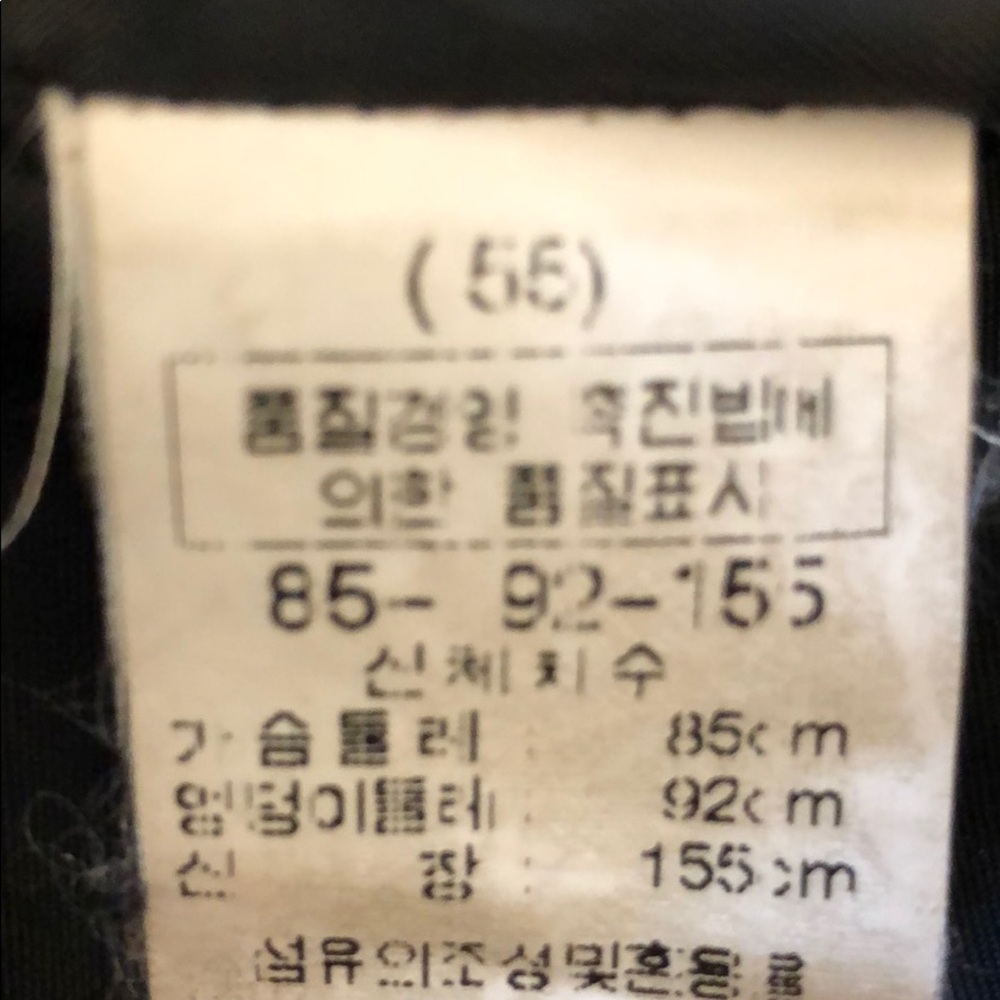 ( 55)
품질경영 촉진법에
의한 품질표시
85- 92-155
신체치수
가슴둘레 : 85cm
엉덩이둘레 : 92cm
신 장 : 155cm
섬유의조성및혼용율